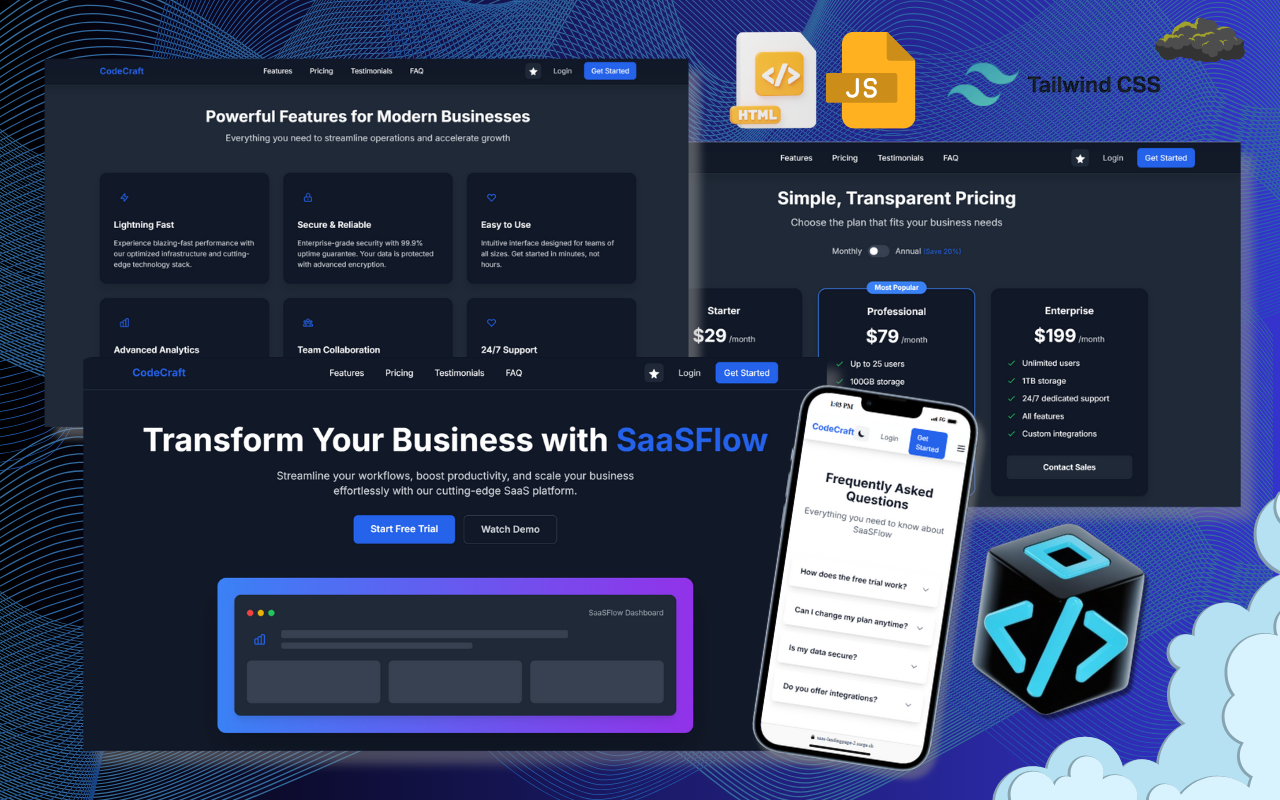 CodeCraft
Features
Pricing
Testimonials
FAQ
Login
Get Started
Powerful Features for Modern Businesses
Everything you need to streamline operations and accelerate growth
Lightning Fast
Experience blazing-fast performance with
our optimized infrastructure and cutting-
edge technology stack.
Secure & Reliable
Enterprise-grade security with 99.9%
uptime guarantee. Your data is protected
with advanced encryption.
Easy to Use
Intuitive interface designed for teams of
all sizes. Get started in minutes, not
hours.
Advanced Analytics
Team Collaboration
24/7 Support
</>
HTML
JS
Tailwind CSS
Features
Pricing
Testimonials
FAQ
Login
Get Started
Simple, Transparent Pricing
Choose the plan that fits your business needs
Monthly
Annual (Save 20%)
Starter
$29 /month
Most Popular
Professional
$79 /month
Up to 25 users
100GB storage
Enterprise
$199 /month
Unlimited users
1TB storage
24/7 dedicated support
All features
Custom integrations
Contact Sales
CodeCraft
Features
Pricing
Testimonials
FAQ
Login
Get Started
Transform Your Business with SaaSFlow
Streamline your workflows, boost productivity, and scale your business
effortlessly with our cutting-edge SaaS platform.
Start Free Trial
Watch Demo
SaaSFlow Dashboard
1:03 PM
5G
CodeCraft
Login
Get
Started
Frequently Asked
Questions
Everything you need to know about
SaaSFlow
How does the free trial work?
Can I change my plan anytime?
Is my data secure?
Do you offer integrations?
</>